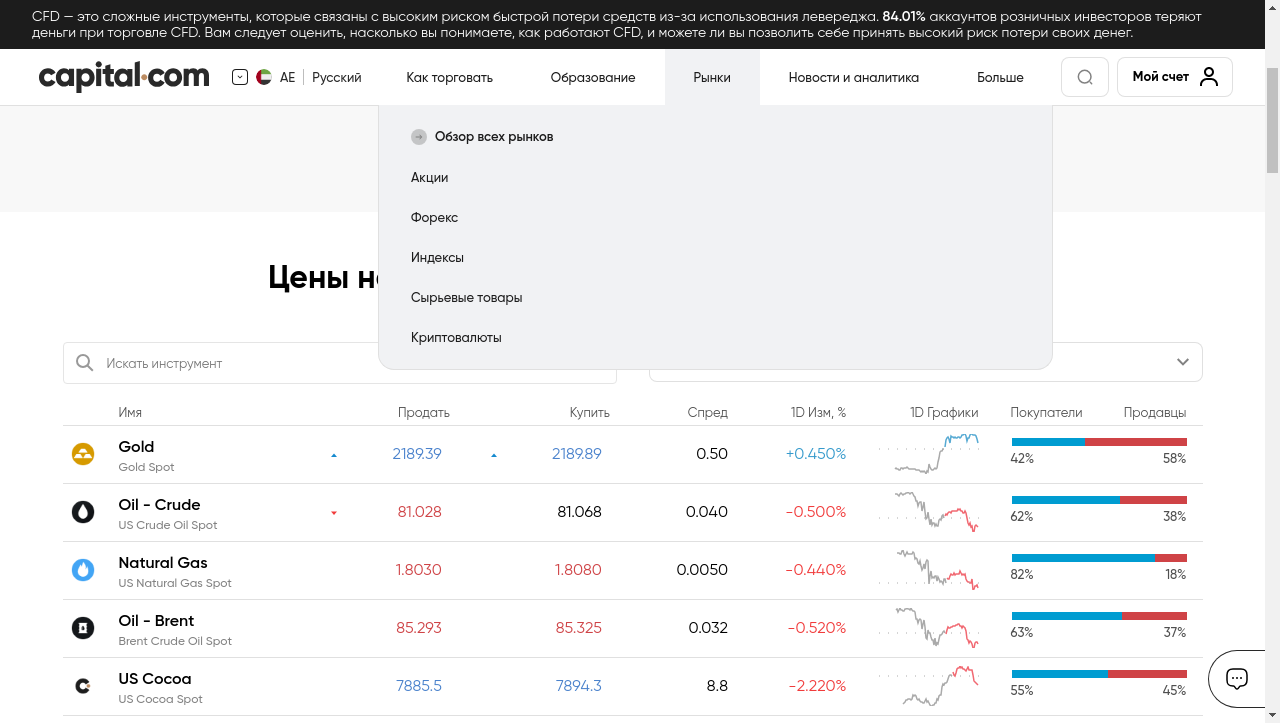 CFD — это сложные инструменты, которые связаны с высоким риском быстрой потери средств из-за использования левереджа. 84.01% аккаунтов розничных инвесторов теряют
деньги при торговле CFD. Вам следует оценить, насколько вы понимаете, как работают CFD, и можете ли вы позволить себе принять высокий риск потери своих денег.
capital.com AE Русский Как торговать Образование Рынки Новости и аналитика Больше Мой счет
Обзор всех рынков
Акции
Форекс
Индексы
Сырьевые товары
Криптовалюты
Цены
Искать инструмент
Имя Продать Купить Спред 1D Изм, % 1D Графики Покупатели Продавцы
Gold 2189.39 2189.89 0.50 +0.450% 42% 58%
Gold Spot
Oil - Crude 81.028 81.068 0.040 -0.500% 62% 38%
US Crude Oil Spot
Natural Gas 1.8030 1.8080 0.0050 -0.440% 82% 18%
US Natural Gas Spot
Oil - Brent 85.293 85.325 0.032 -0.520% 63% 37%
Brent Crude Oil Spot
US Cocoa 7885.5 7894.3 8.8 -2.220% 55% 45%
US Cocoa Spot